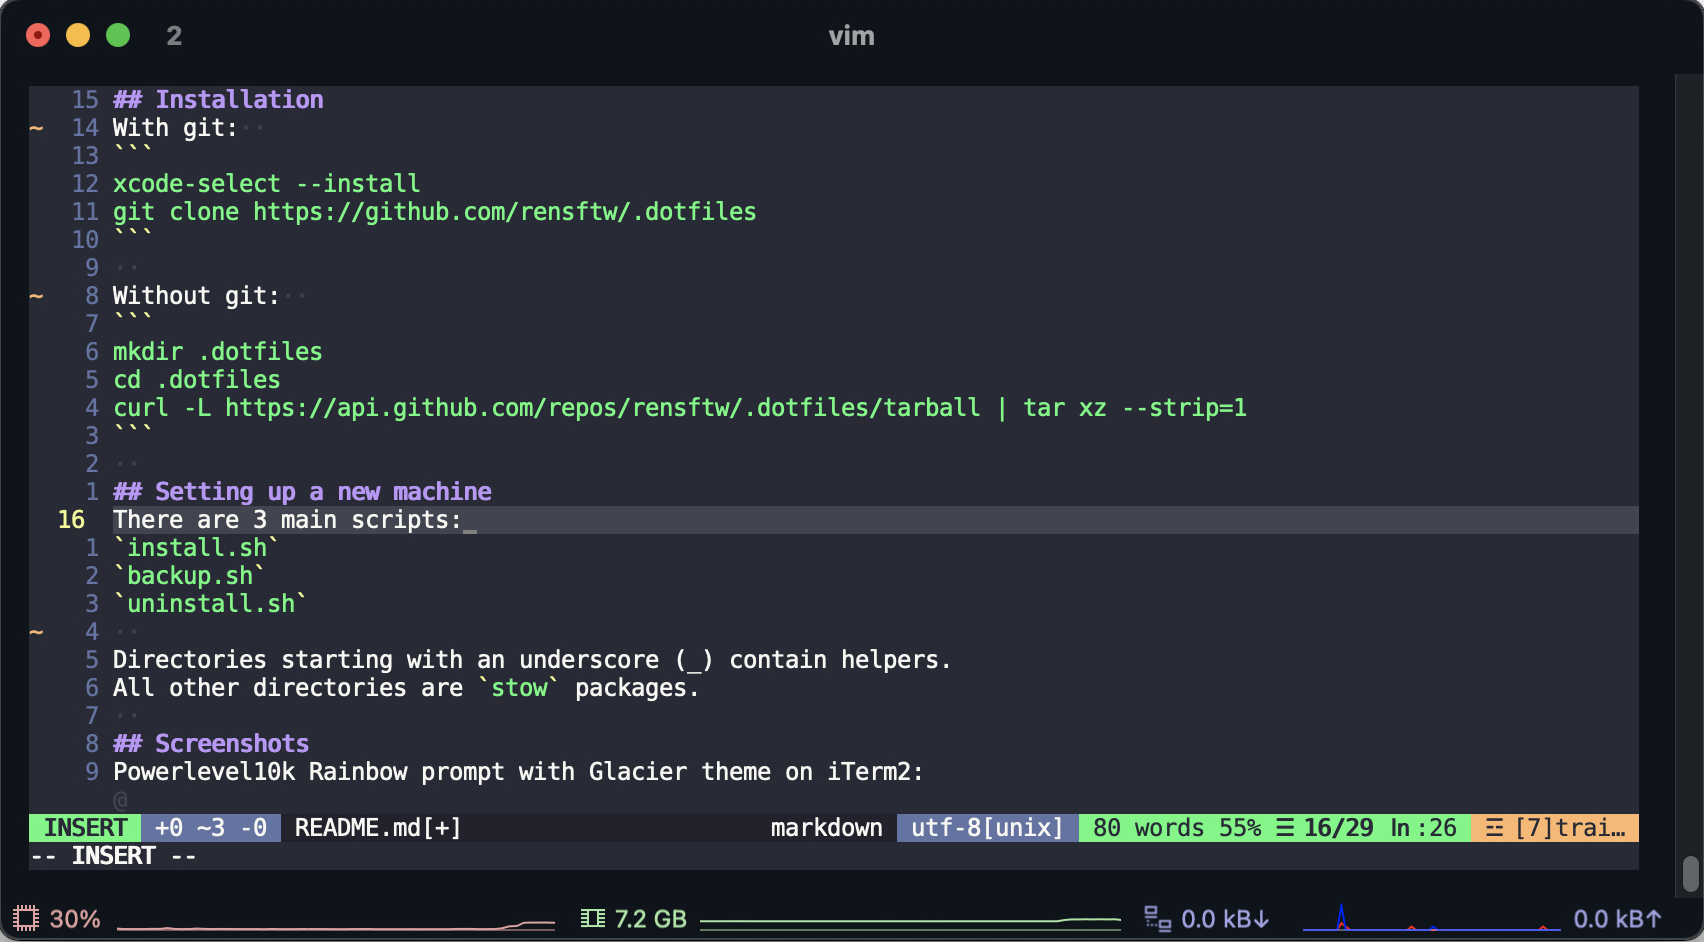 2 vim
15 ## Installation
~ 14 With git:··
13 ```
12 xcode-select --install
11 git clone https://github.com/rensftw/.dotfiles
10 ```
9 ··
~ 8 Without git:··
7 ```
6 mkdir .dotfiles
5 cd .dotfiles
4 curl -L https://api.github.com/repos/rensftw/.dotfiles/tarball | tar xz --strip=1
3 ```
2 ··
1 ## Setting up a new machine
16 There are 3 main scripts:_
1 `install.sh`
2 `backup.sh`
3 `uninstall.sh`
~ 4 ··
5 Directories starting with an underscore (_) contain helpers.
6 All other directories are `stow` packages.
7 ··
8 ## Screenshots
9 Powerlevel10k Rainbow prompt with Glacier theme on iTerm2:
@
INSERT +0 ~3 -0 README.md[+] markdown utf-8[unix] 80 words 55% ☰ 16/29 ln :26 ☲ [7]trai…
-- INSERT --
30% 7.2 GB 0.0 kB↓ 0.0 kB↑